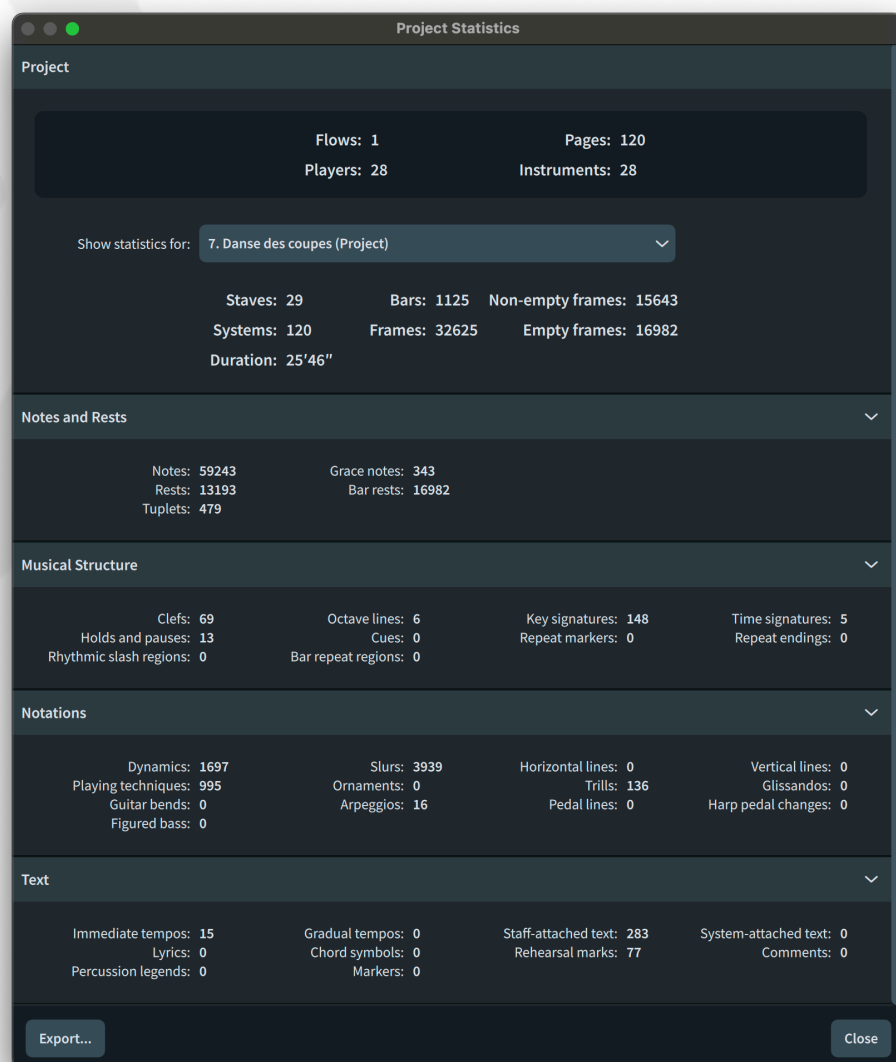 Project Statistics
Project
Flows: 1 Pages: 120
Players: 28 Instruments: 28
Show statistics for: 7. Danse des coupes (Project)
Staves: 29 Bars: 1125 Non-empty frames: 15643
Systems: 120 Frames: 32625 Empty frames: 16982
Duration: 25′46″
Notes and Rests
Notes: 59243 Grace notes: 343
Rests: 13193 Bar rests: 16982
Tuplets: 479
Musical Structure
Clefs: 69 Octave lines: 6 Key signatures: 148 Time signatures: 5
Holds and pauses: 13 Cues: 0 Repeat markers: 0 Repeat endings: 0
Rhythmic slash regions: 0 Bar repeat regions: 0
Notations
Dynamics: 1697 Slurs: 3939 Horizontal lines: 0 Vertical lines: 0
Playing techniques: 995 Ornaments: 0 Trills: 136 Glissandos: 0
Guitar bends: 0 Arpeggios: 16 Pedal lines: 0 Harp pedal changes: 0
Figured bass: 0
Text
Immediate tempos: 15 Gradual tempos: 0 Staff-attached text: 283 System-attached text: 0
Lyrics: 0 Chord symbols: 0 Rehearsal marks: 77 Comments: 0
Percussion legends: 0 Markers: 0
Export... Close